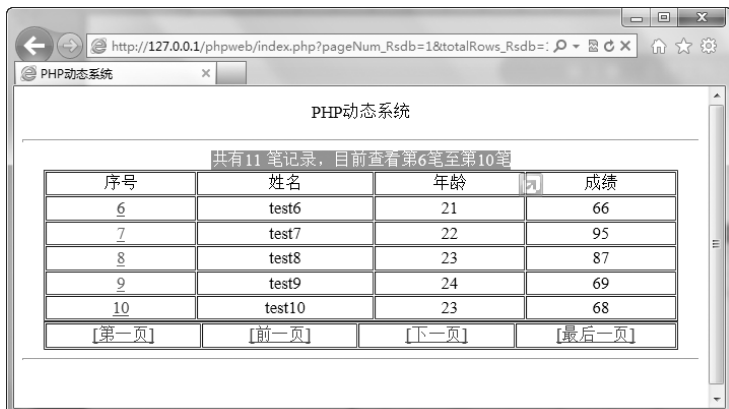 http://127.0.0.1/phpweb/index.php?pageNum_Rsdb=1&totalRows_Rsdb=
PHP动态系统
PHP动态系统
共有11 笔记录，目前查看第6笔至第10笔
序号 姓名 年龄 成绩
6 test6 21 66
7 test7 22 95
8 test8 23 87
9 test9 24 69
10 test10 23 68
[第一页] [前一页] [下一页] [最后一页]